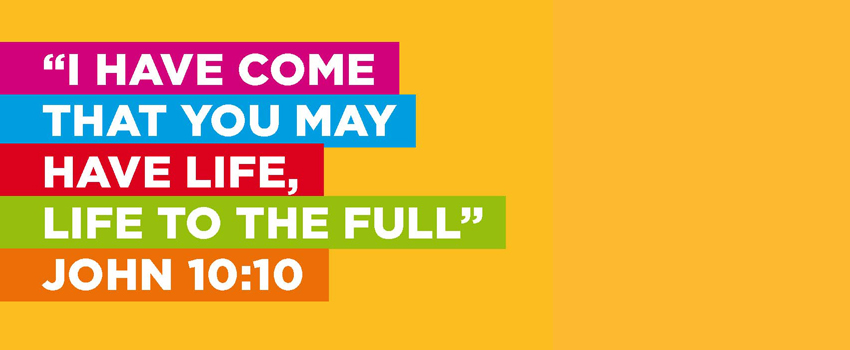 “I HAVE COME
THAT YOU MAY
HAVE LIFE,
LIFE TO THE FULL”
JOHN 10:10